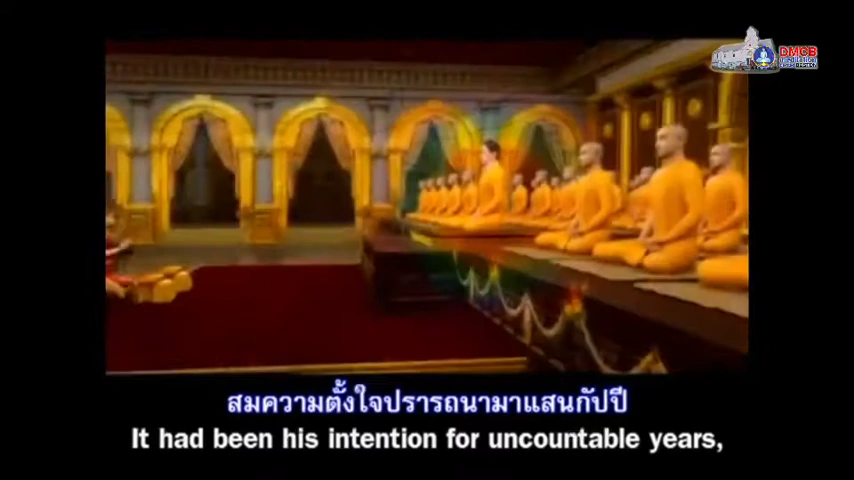 DMCB
สมความตั้งใจปรารถนามาแสนกัปปี
It had been his intention for uncountable years,